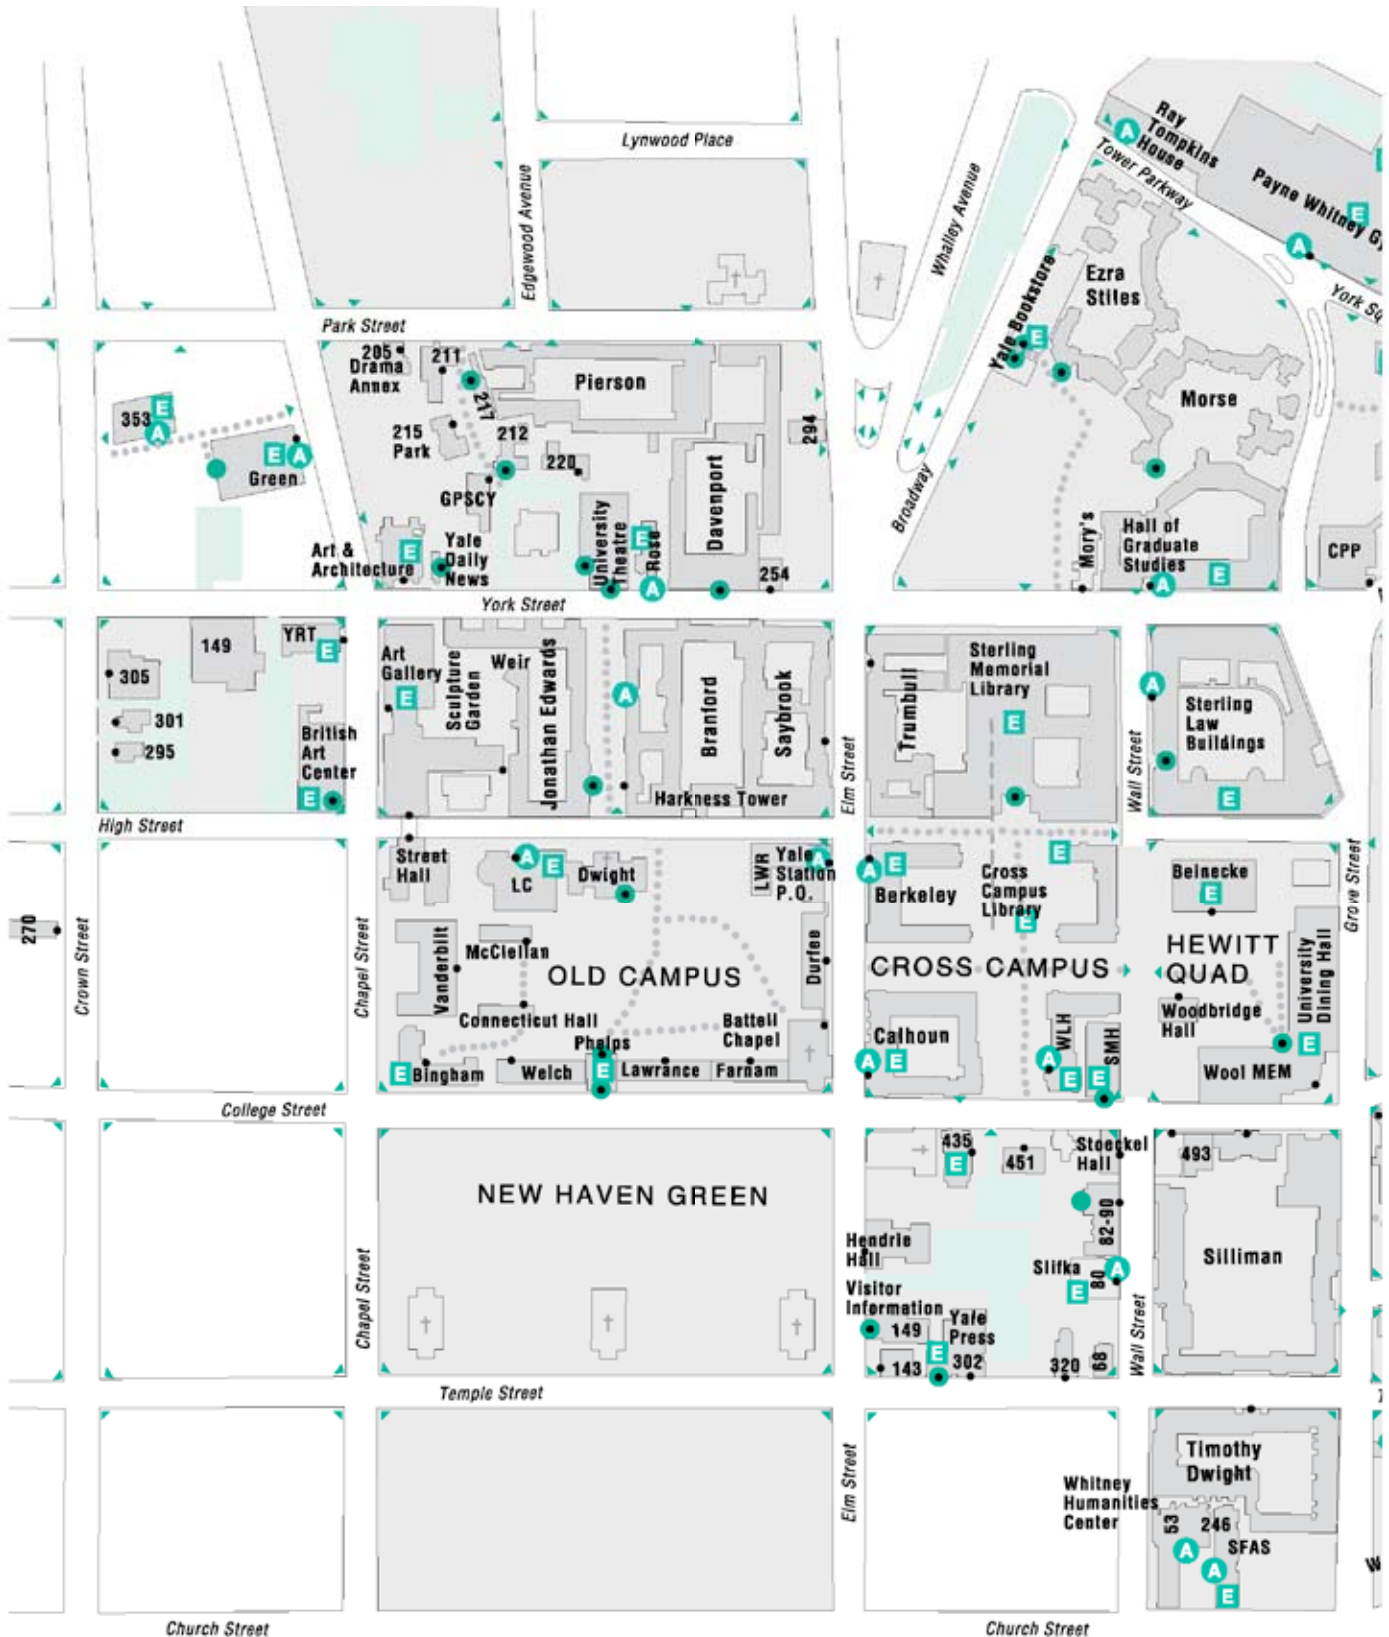 Lynwood Place
Edgewood Avenue
Whalley Avenue
A
Ray
Tompkins
House
Tower Parkway
Payne Whitney Gy
E
A
York Sq
Park Street
Yale Bookstore
E
Ezra
Stiles
Morse
205
Drama
Annex
211
217
Pierson
353
E
A
215
Park
212
220
294
E
A
Green
GPSCY
Davenport
Broadway
Art &
Architecture
E
Yale
Daily
News
University
Theatre
E
Rose
A
254
Mory's
Hall of
Graduate
Studies
A
E
CPP
York Street
149
YRT
E
305
301
295
British
Art
Center
E
Art
Gallery
E
Sculpture
Garden
Weir
Jonathan Edwards
A
Branford
Saybrook
Harkness Tower
Elm Street
Trumbull
Sterling
Memorial
Library
E
Wall Street
A
Sterling
Law
Buildings
E
High Street
Street
Hall
A
E
LC
Dwight
LWR
Yale
Station
P.O.
A
A
E
Berkeley
E
Cross
Campus
Library
E
Beinecke
E
Grove Street
270
Crown Street
Chapel Street
Vanderbilt
McClellan
OLD CAMPUS
Durfee
CROSS CAMPUS
HEWITT
QUAD
University
Dining Hall
Connecticut Hall
Phelps
Battell
Chapel
Woodbridge
Hall
E
Bingham
Welch
E
Lawrance
Farnam
A
E
Calhoun
WLH
A
E
SMH
E
Wool MEM
E
College Street
NEW HAVEN GREEN
435
E
451
Stoeckel
Hall
493
82-90
Hendrie
Hall
Slifka
80
A
E
Silliman
Visitor
Information
149
Yale
Press
E
143
302
320
68
Chapel Street
Wall Street
Temple Street
Elm Street
Timothy
Dwight
Whitney
Humanities
Center
53
246
SFAS
A
A
E
W
Church Street
Church Street